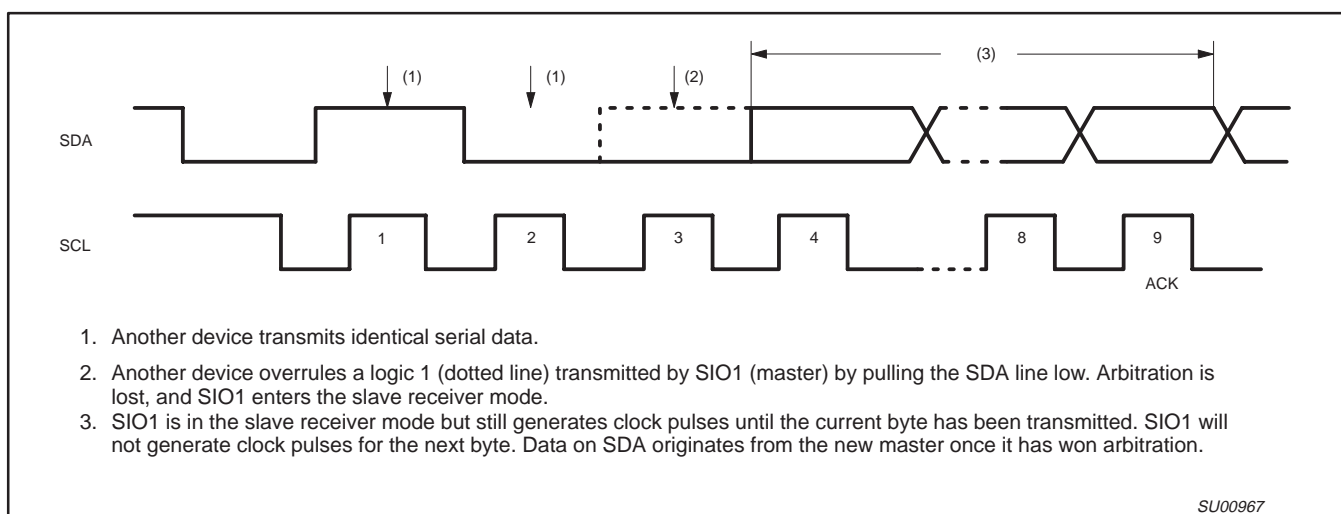 (3)
(1) (1) (2)
SDA
SCL 1 2 3 4 8 9
ACK
1. Another device transmits identical serial data.
2. Another device overrules a logic 1 (dotted line) transmitted by SIO1 (master) by pulling the SDA line low. Arbitration is
lost, and SIO1 enters the slave receiver mode.
3. SIO1 is in the slave receiver mode but still generates clock pulses until the current byte has been transmitted. SIO1 will
not generate clock pulses for the next byte. Data on SDA originates from the new master once it has won arbitration.
SU00967